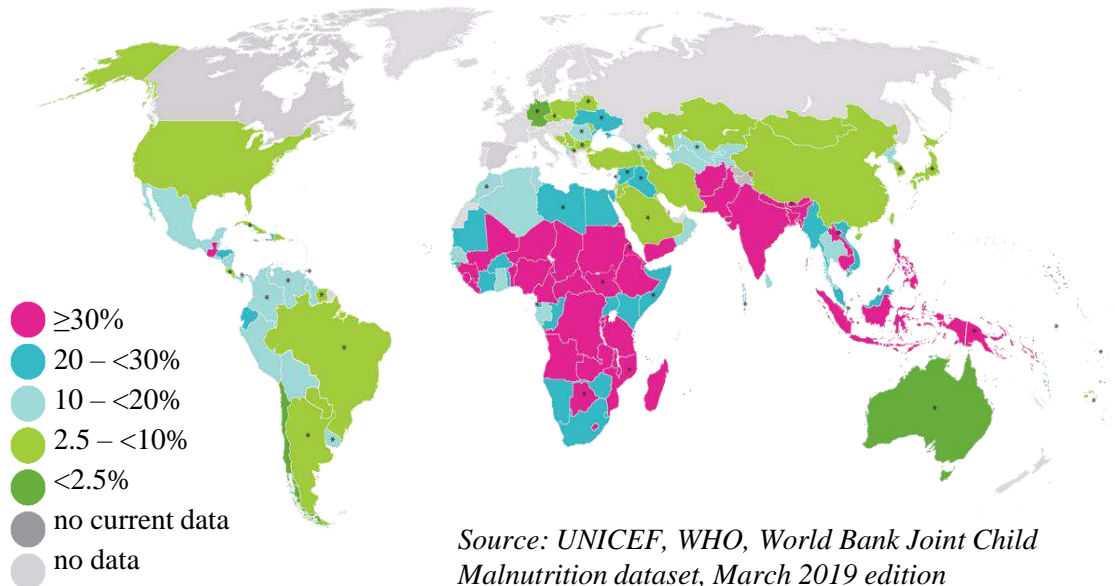 ≥30%
20 – <30%
10 – <20%
2.5 – <10%
<2.5%
no current data
no data
Source: UNICEF, WHO, World Bank Joint Child
Malnutrition dataset, March 2019 edition